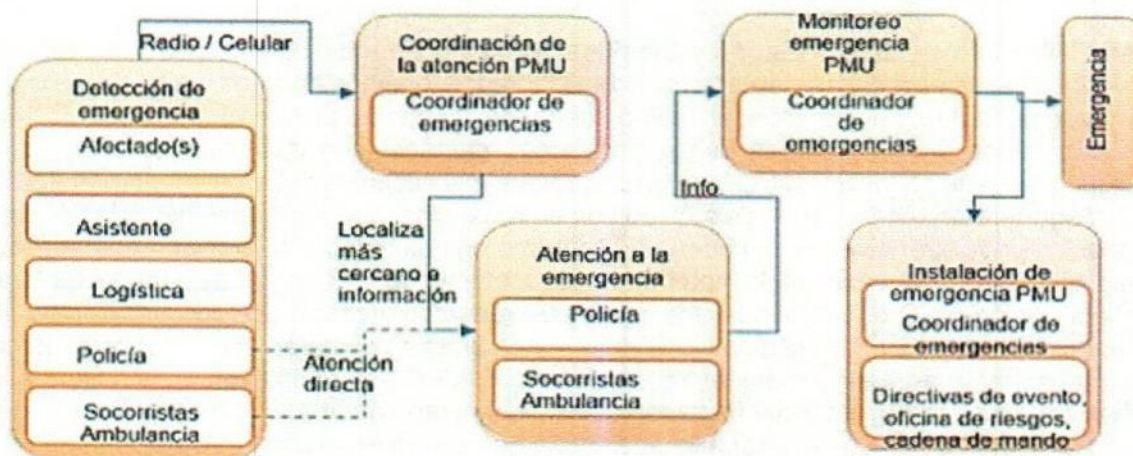 Radio / Celular
Detección de
emergencia
Afectado(s)
Asistente
Logística
Policía
Socorristas
Ambulancia
Coordinación de
la atención PMU
Coordinador de
emergencias
Localiza
más
cercano e
información
Atención
directa
Atención a la
emergencia
Policía
Socorristas
Ambulancia
Info.
Monitoreo
emergencia
PMU
Coordinador
de
emergencias
Emergencia
Instalación de
emergencia PMU
Coordinador de
emergencias
Directivas de evento,
oficina de riesgos,
cadena de mando